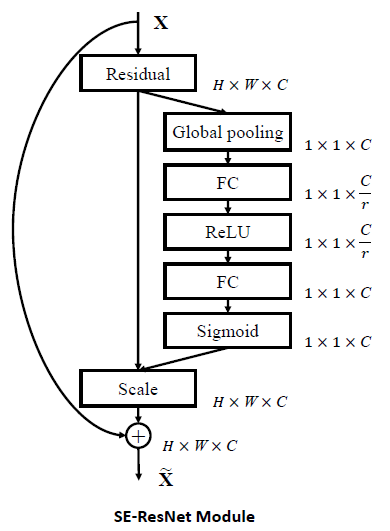 X
Residual
H × W × C
Global pooling
1 × 1 × C
FC
1 × 1 × C/r
ReLU
1 × 1 × C/r
FC
1 × 1 × C
Sigmoid
1 × 1 × C
Scale
H × W × C
+
H × W × C
X̃
SE-ResNet Module